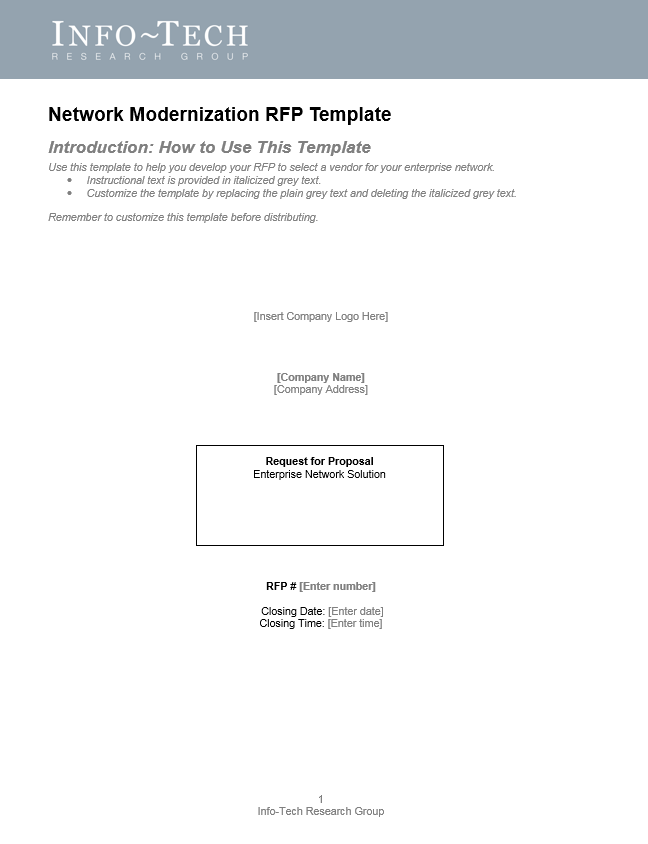 INFO~TECH
RESEARCH GROUP
Network Modernization RFP Template
Introduction: How to Use This Template
Use this template to help you develop your RFP to select a vendor for your enterprise network.
• Instructional text is provided in italicized grey text.
• Customize the template by replacing the plain grey text and deleting the italicized grey text.
Remember to customize this template before distributing.
[Insert Company Logo Here]
[Company Name]
[Company Address]
Request for Proposal
Enterprise Network Solution
RFP # [Enter number]
Closing Date: [Enter date]
Closing Time: [Enter time]
1
Info-Tech Research Group